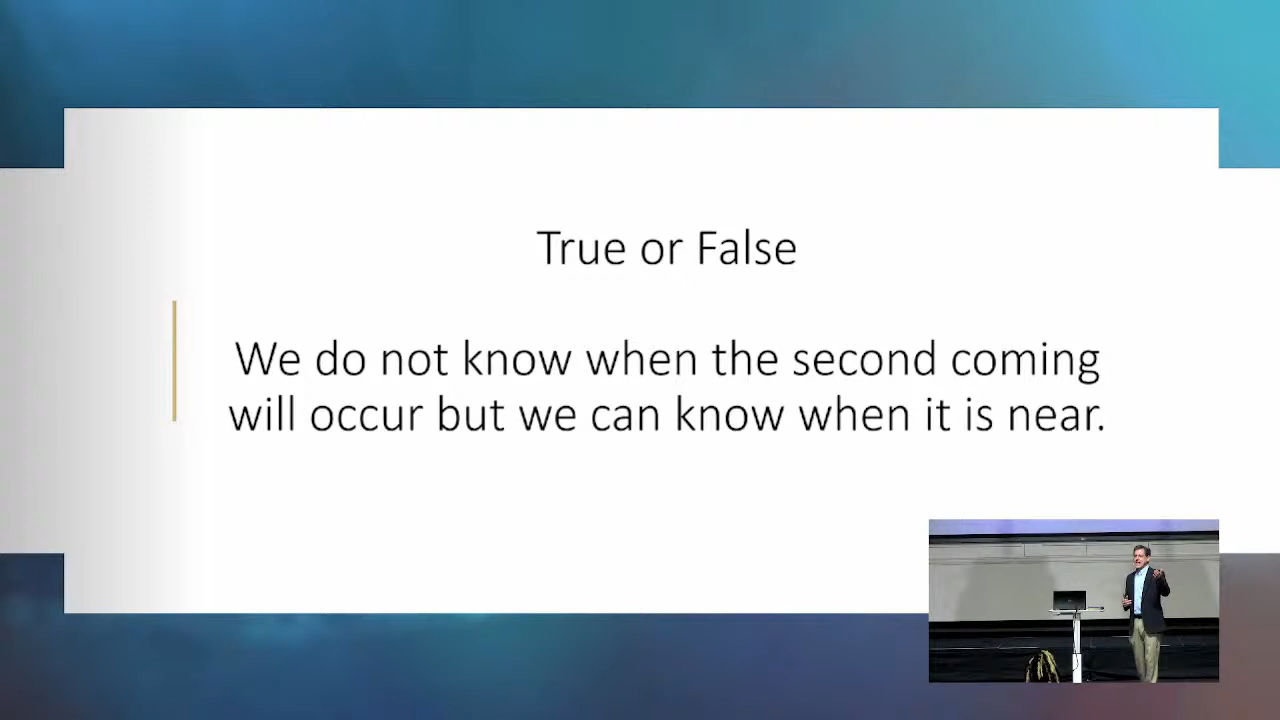 True or False
We do not know when the second coming
will occur but we can know when it is near.